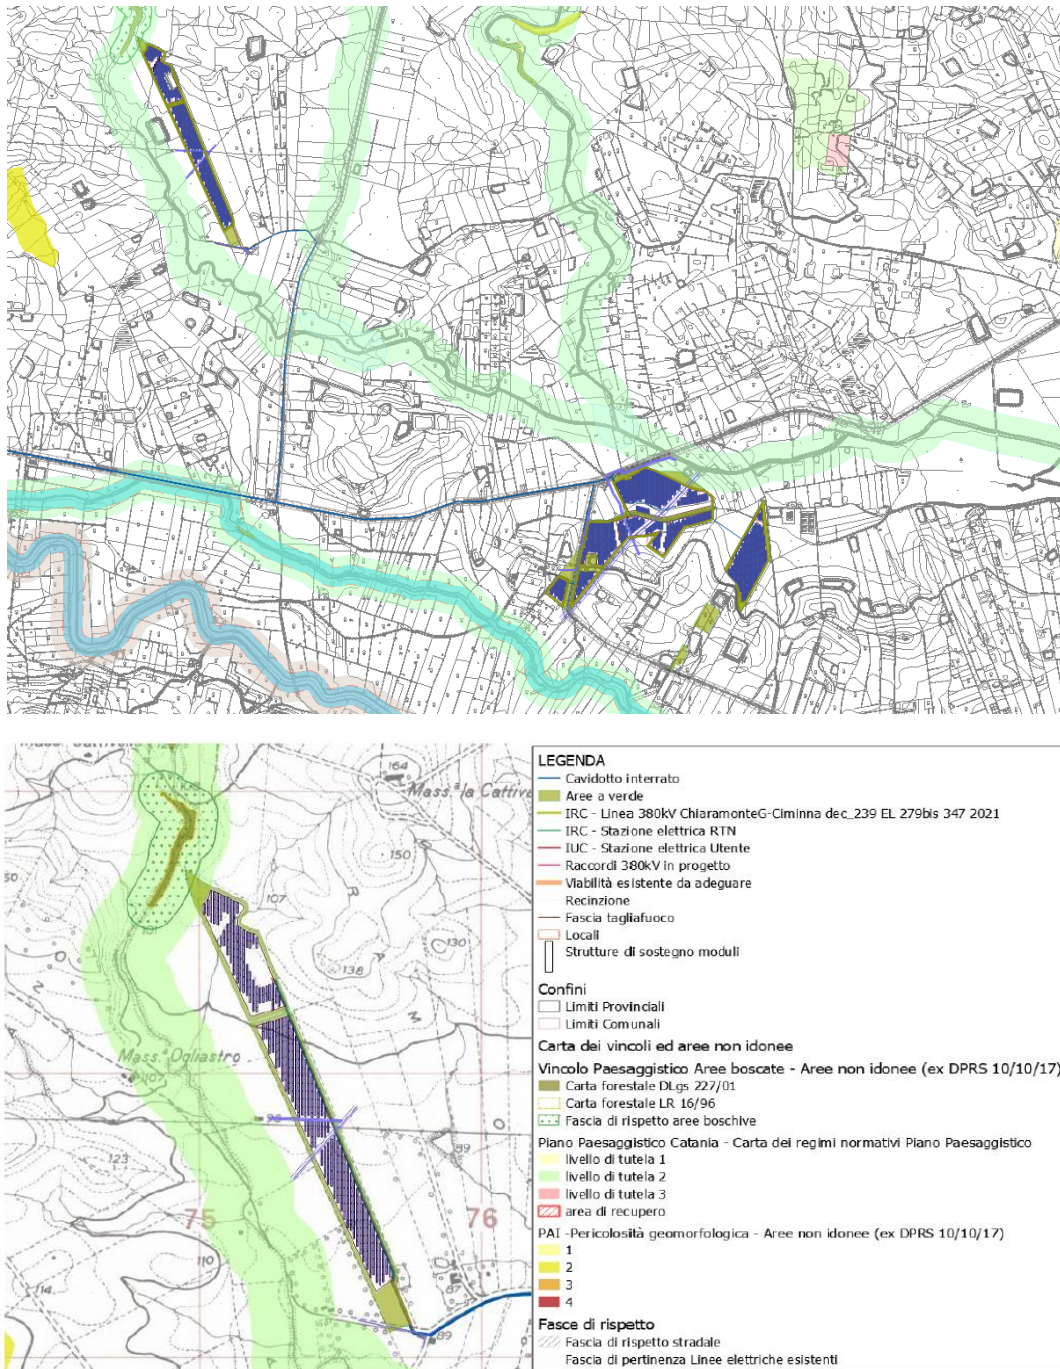 164
Mass.ª la Cattiva
150
107
130
138
101
Mass.ª Ogliastro
107
98
89
123
75
76
110
114
87
89
LEGENDA
Cavidotto interrato
Aree a verde
IRC - Linea 380kV ChiaramonteG-Ciminna dec_239 EL 279bis 347 2021
IRC - Stazione elettrica RTN
IUC - Stazione elettrica Utente
Raccordi 380kV in progetto
Viabilità esistente da adeguare
Recinzione
Fascia tagliafuoco
Locali
Strutture di sostegno moduli
Confini
Limiti Provinciali
Limiti Comunali
Carta dei vincoli ed aree non idonee
Vincolo Paesaggistico Aree boscate - Aree non idonee (ex DPRS 10/10/17)
Carta forestale DLgs 227/01
Carta forestale LR 16/96
Fascia di rispetto aree boschive
Piano Paesaggistico Catania - Carta dei regimi normativi Piano Paesaggistico
livello di tutela 1
livello di tutela 2
livello di tutela 3
area di recupero
PAI -Pericolosità geomorfologica - Aree non idonee (ex DPRS 10/10/17)
1
2
3
4
Fasce di rispetto
Fascia di rispetto stradale
Fascia di pertinenza Linee elettriche esistenti